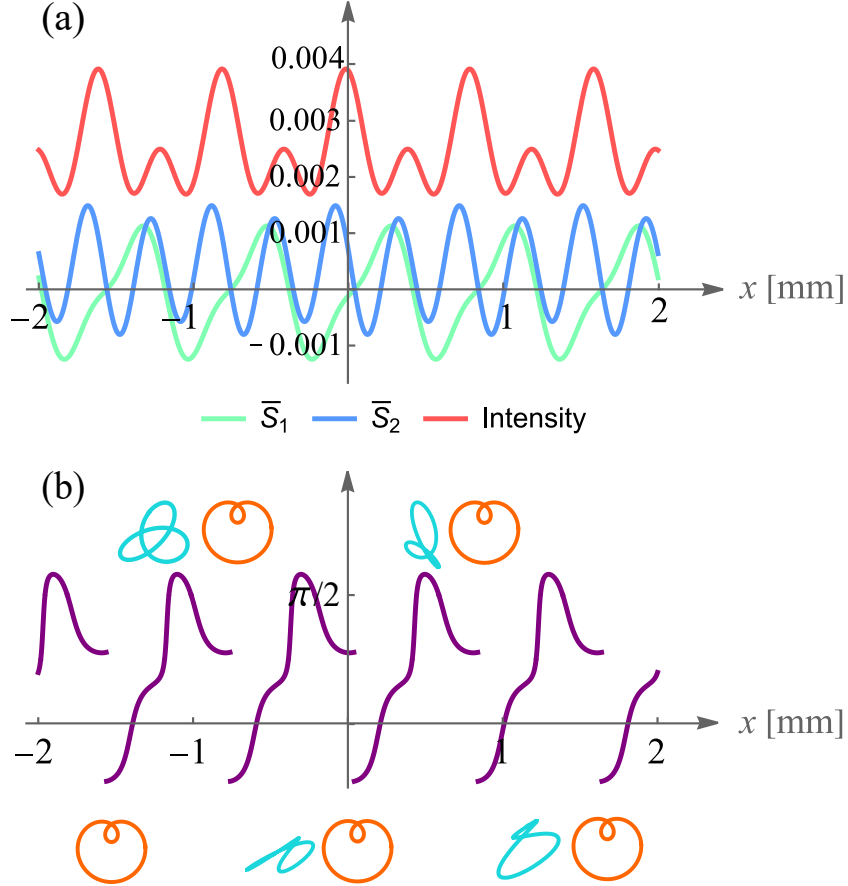 (a)
0.004
0.003
0.002
0.001
x [mm]
−2 −1 1 2
−0.001
S̅₁ S̅₂ Intensity
(b)
π/2
x [mm]
−2 −1 1 2